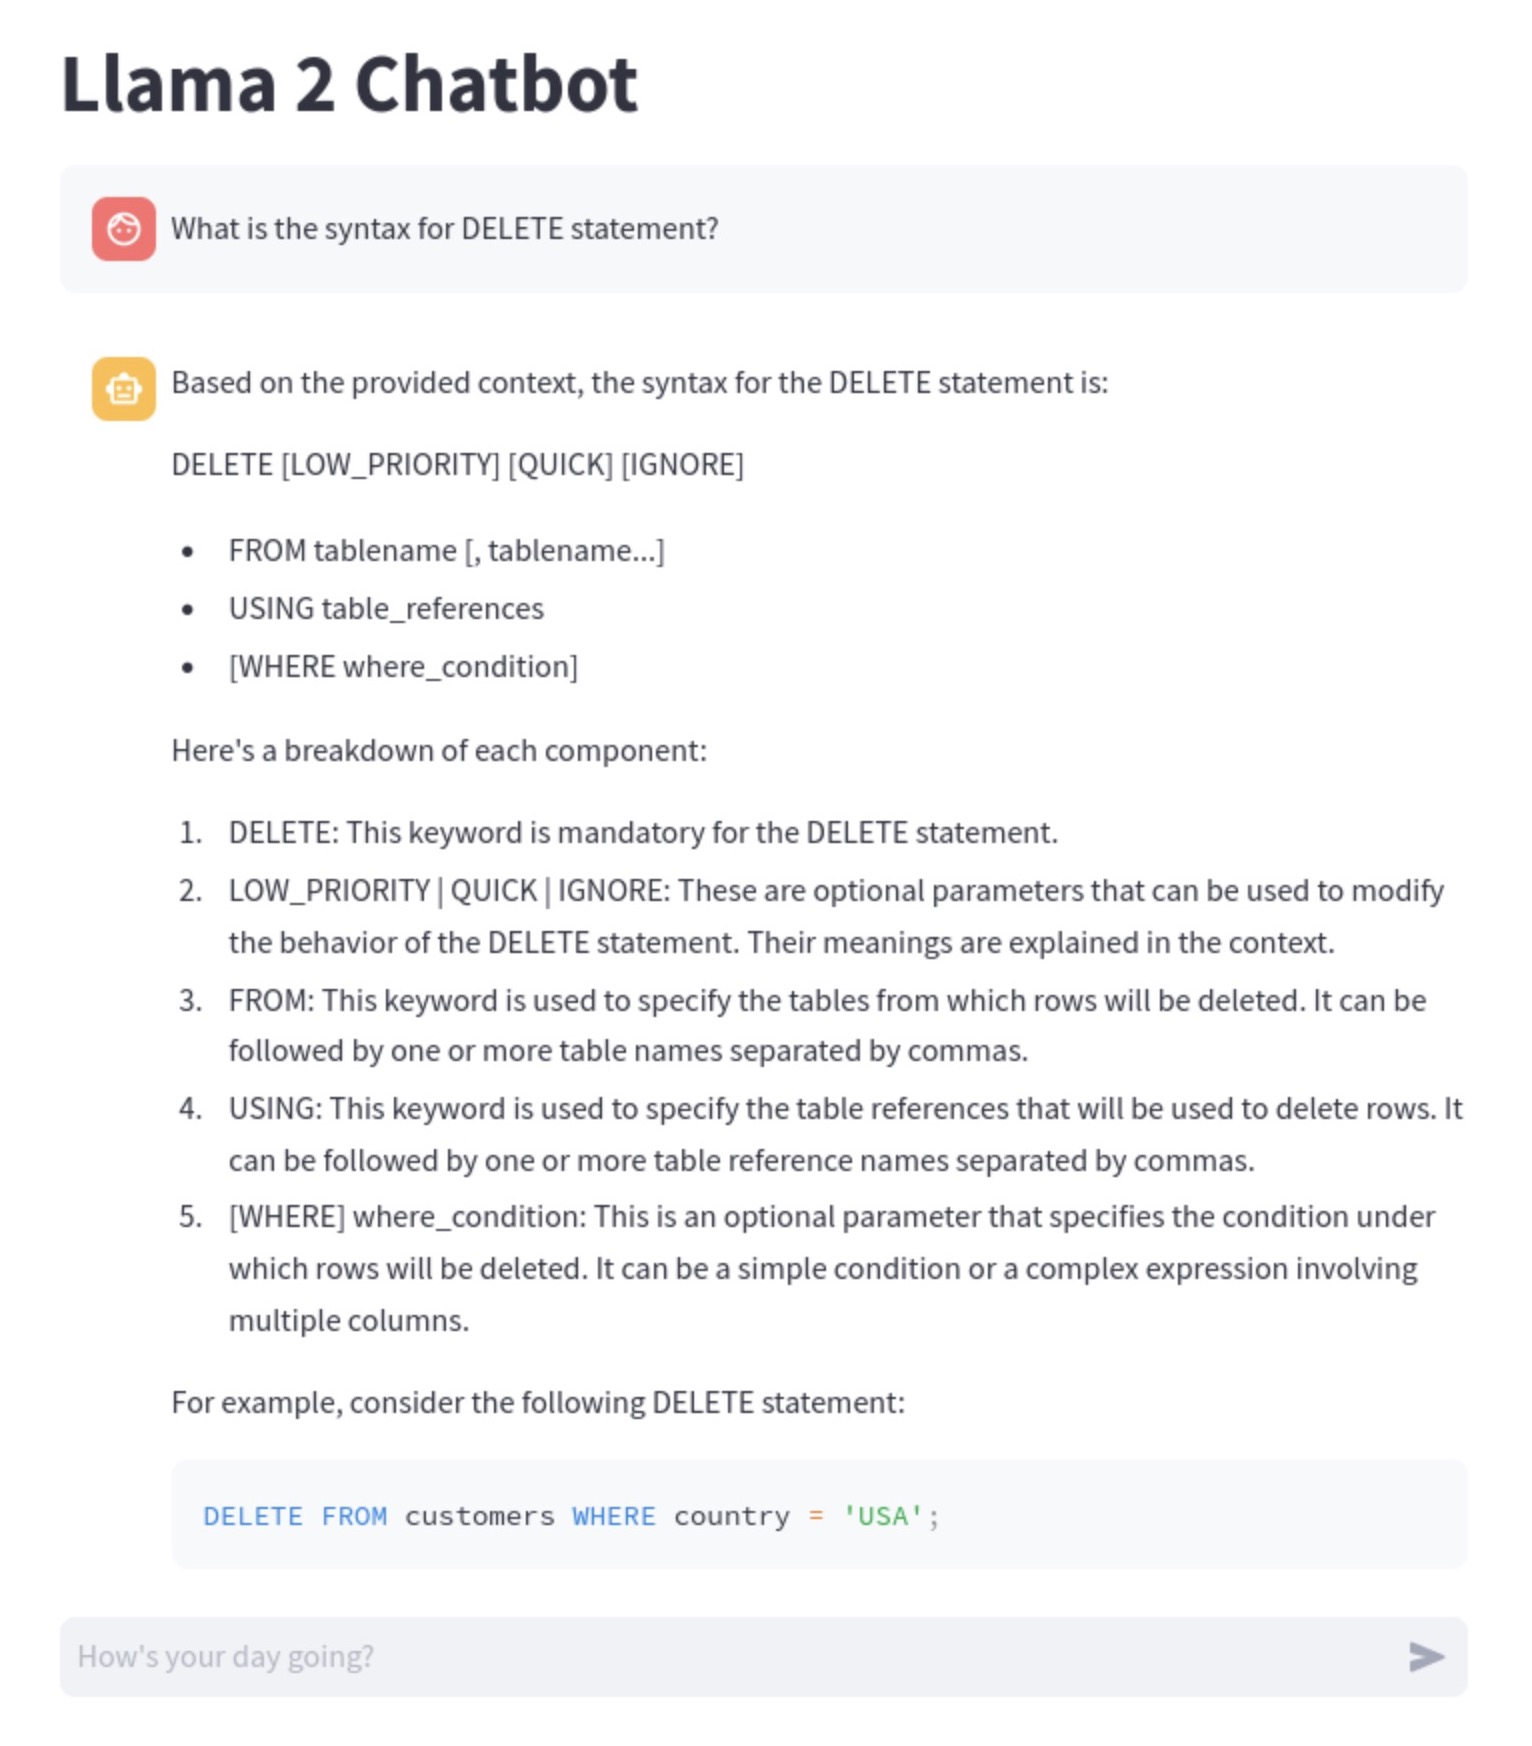 Llama 2 Chatbot
What is the syntax for DELETE statement?
Based on the provided context, the syntax for the DELETE statement is:
DELETE [LOW_PRIORITY] [QUICK] [IGNORE]
• FROM tablename [, tablename...]
• USING table_references
• [WHERE where_condition]
Here's a breakdown of each component:
1. DELETE: This keyword is mandatory for the DELETE statement.
2. LOW_PRIORITY | QUICK | IGNORE: These are optional parameters that can be used to modify
the behavior of the DELETE statement. Their meanings are explained in the context.
3. FROM: This keyword is used to specify the tables from which rows will be deleted. It can be
followed by one or more table names separated by commas.
4. USING: This keyword is used to specify the table references that will be used to delete rows. It
can be followed by one or more table reference names separated by commas.
5. [WHERE] where_condition: This is an optional parameter that specifies the condition under
which rows will be deleted. It can be a simple condition or a complex expression involving
multiple columns.
For example, consider the following DELETE statement:
DELETE FROM customers WHERE country = 'USA';
How's your day going?